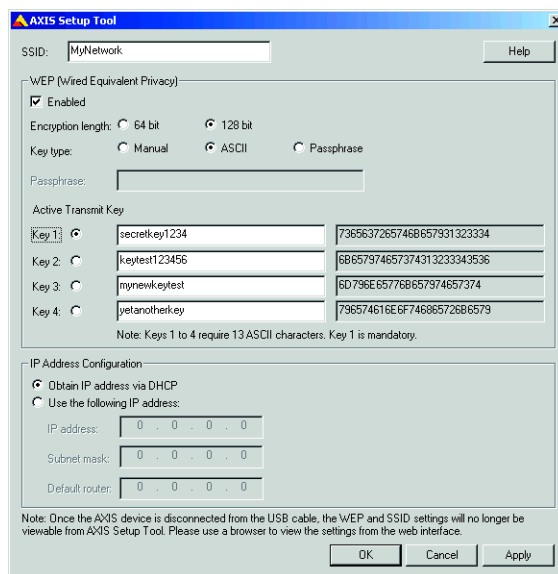 AXIS Setup Tool
SSID: MyNetwork Help
WEP (Wired Equivalent Privacy)
Enabled
Encryption length: 64 bit 128 bit
Key type: Manual ASCII Passphrase
Passphrase:
Active Transmit Key
Key 1: secretkey1234 7365637265746B657931323334
Key 2: keytest123456 6B657974657374313233343536
Key 3: mynewkeytest 6D796E65776B657974657374
Key 4: yetanotherkey 796574616E6F746865726B6579
Note: Keys 1 to 4 require 13 ASCII characters. Key 1 is mandatory.
IP Address Configuration
Obtain IP address via DHCP
Use the following IP address:
IP address: 0 . 0 . 0 . 0
Subnet mask: 0 . 0 . 0 . 0
Default router: 0 . 0 . 0 . 0
Note: Once the AXIS device is disconnected from the USB cable, the WEP and SSID settings will no longer be
viewable from AXIS Setup Tool. Please use a browser to view the settings from the web interface.
OK Cancel Apply